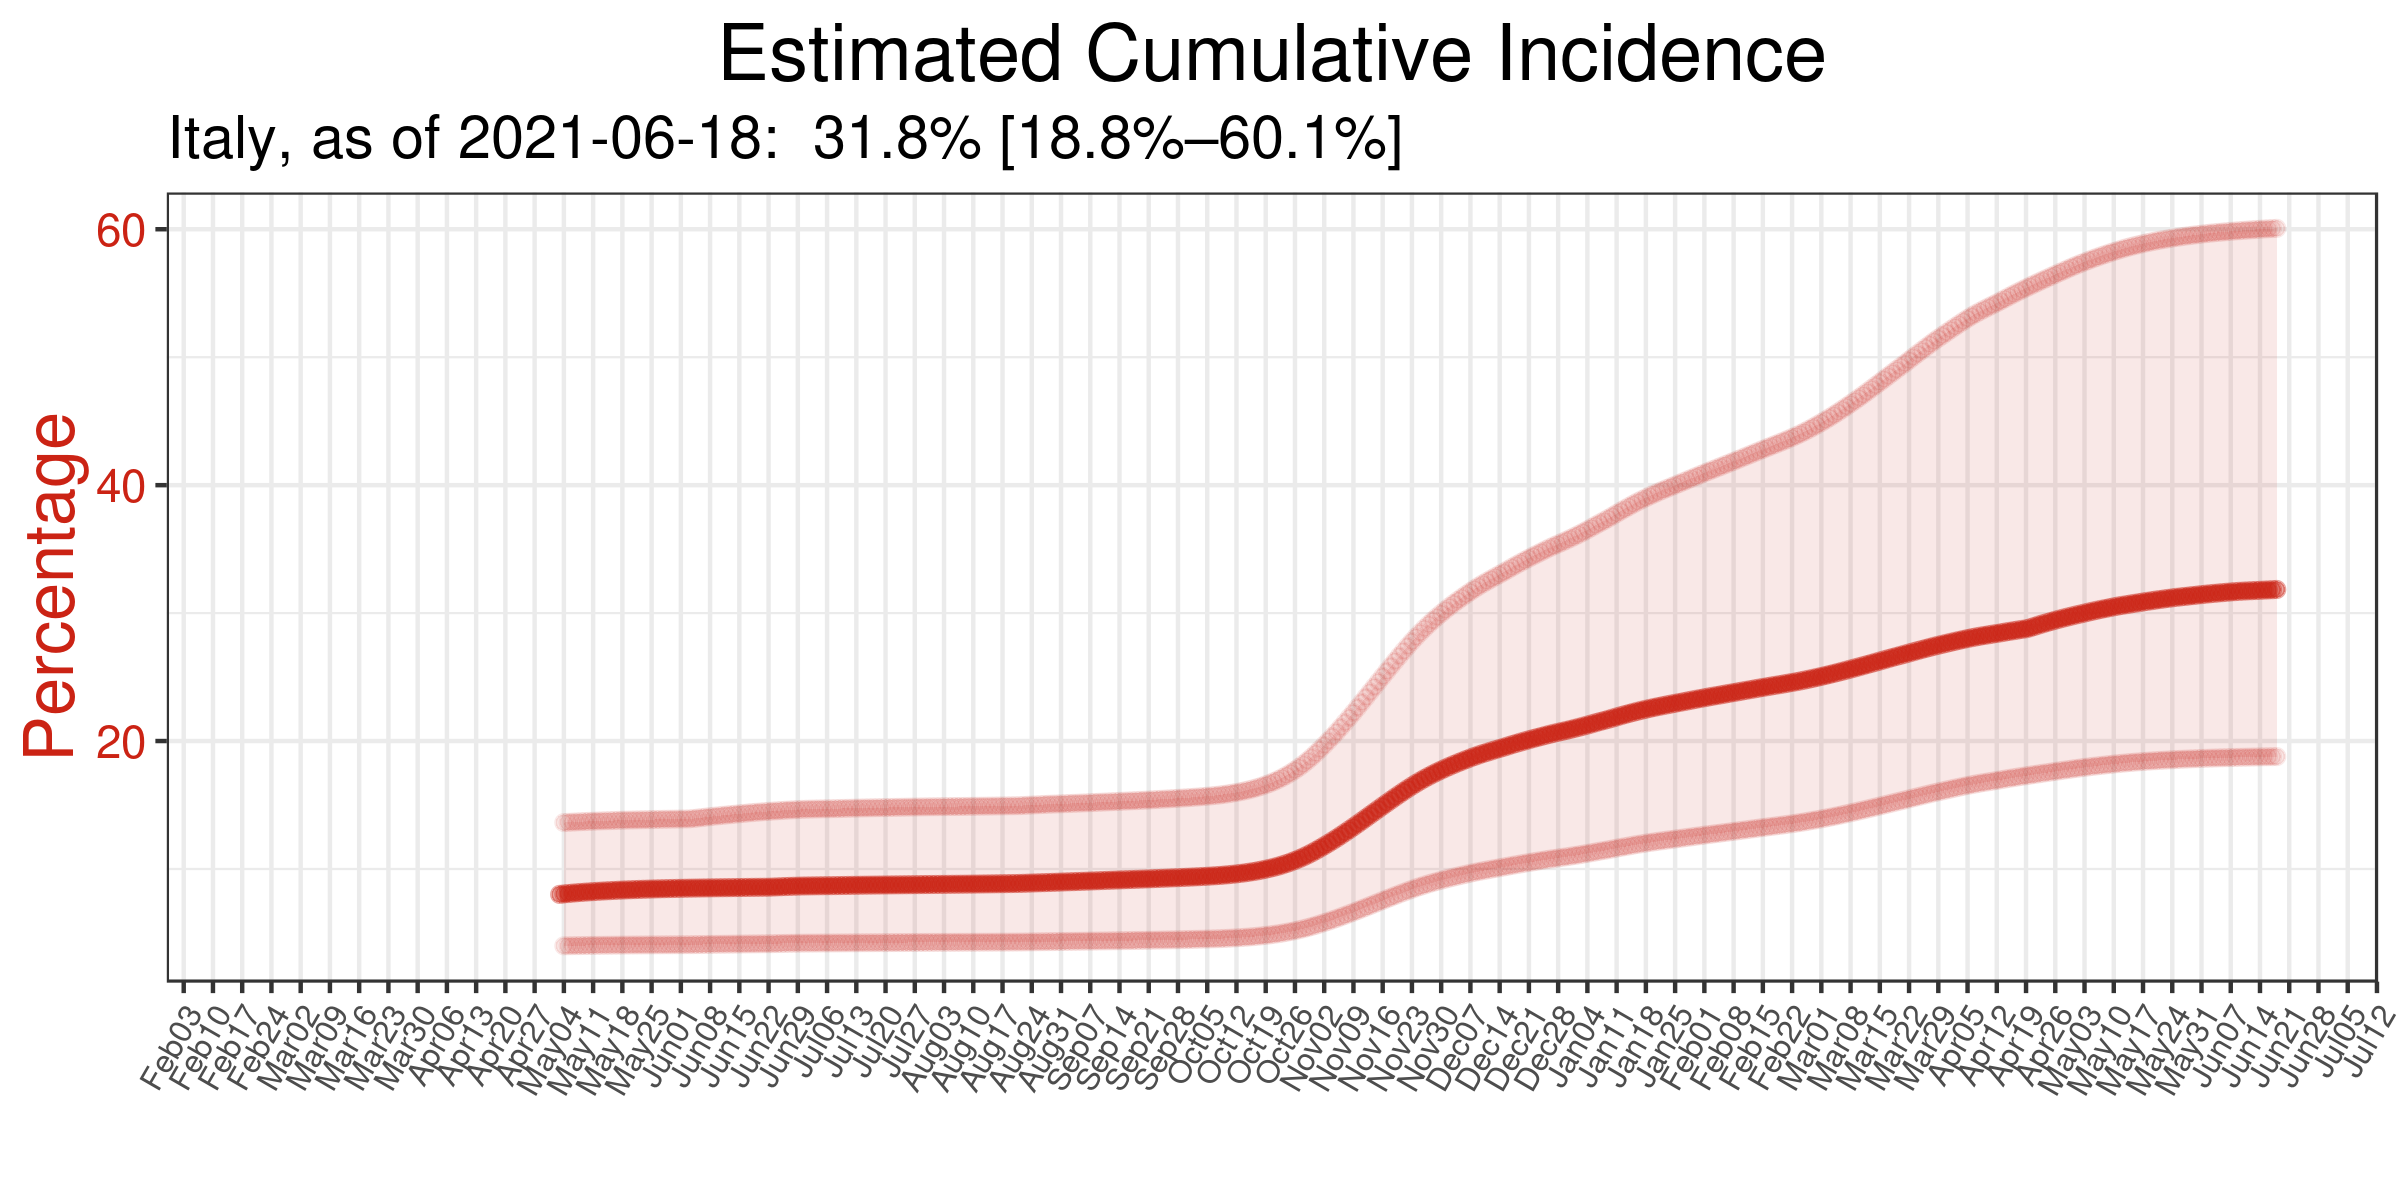 Estimated Cumulative Incidence
Italy, as of 2021-06-18: 31.8% [18.8%–60.1%]
Percentage
60
40
20
Feb03
Feb10
Feb17
Feb24
Mar02
Mar09
Mar16
Mar23
Mar30
Apr06
Apr13
Apr20
Apr27
May04
May11
May18
May25
Jun01
Jun08
Jun15
Jun22
Jun29
Jul06
Jul13
Jul20
Jul27
Aug03
Aug10
Aug17
Aug24
Aug31
Sep07
Sep14
Sep21
Sep28
Oct05
Oct12
Oct19
Oct26
Nov02
Nov09
Nov16
Nov23
Nov30
Dec07
Dec14
Dec21
Dec28
Jan04
Jan11
Jan18
Jan25
Feb01
Feb08
Feb15
Feb22
Mar01
Mar08
Mar15
Mar22
Mar29
Apr05
Apr12
Apr19
Apr26
May03
May10
May17
May24
May31
Jun07
Jun14
Jun21
Jun28
Jul05
Jul12